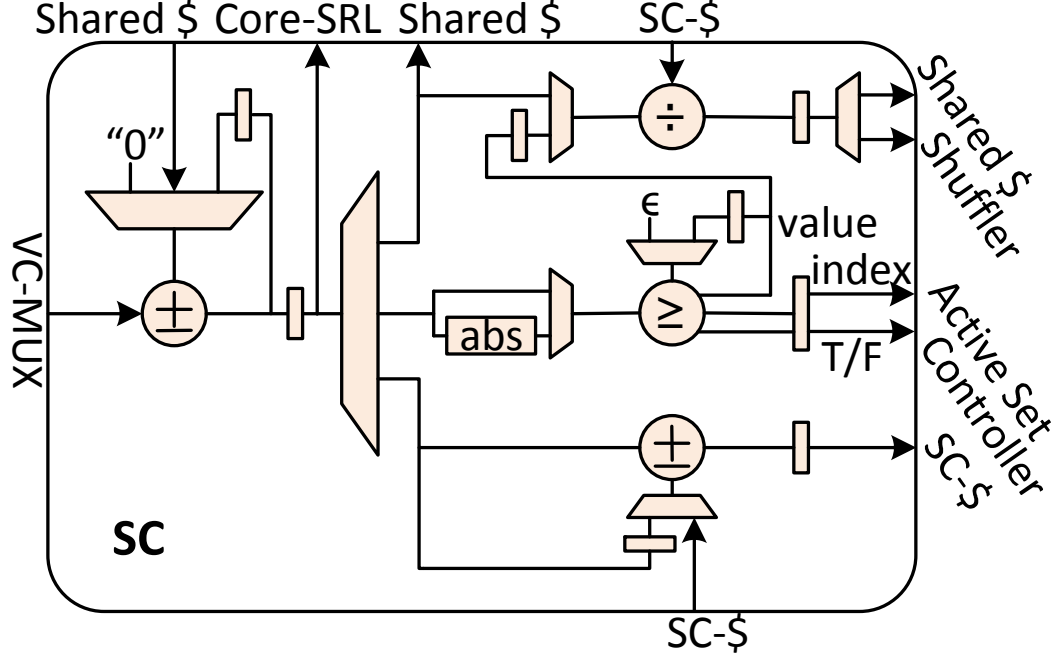 Shared $ Core-SRL Shared $ SC-$
"0"
÷
Shared $
Shuffler
ϵ
value
index
VC-MUX
±
abs
≥
T/F
Active Set
Controller
±
SC-$
SC
SC-$